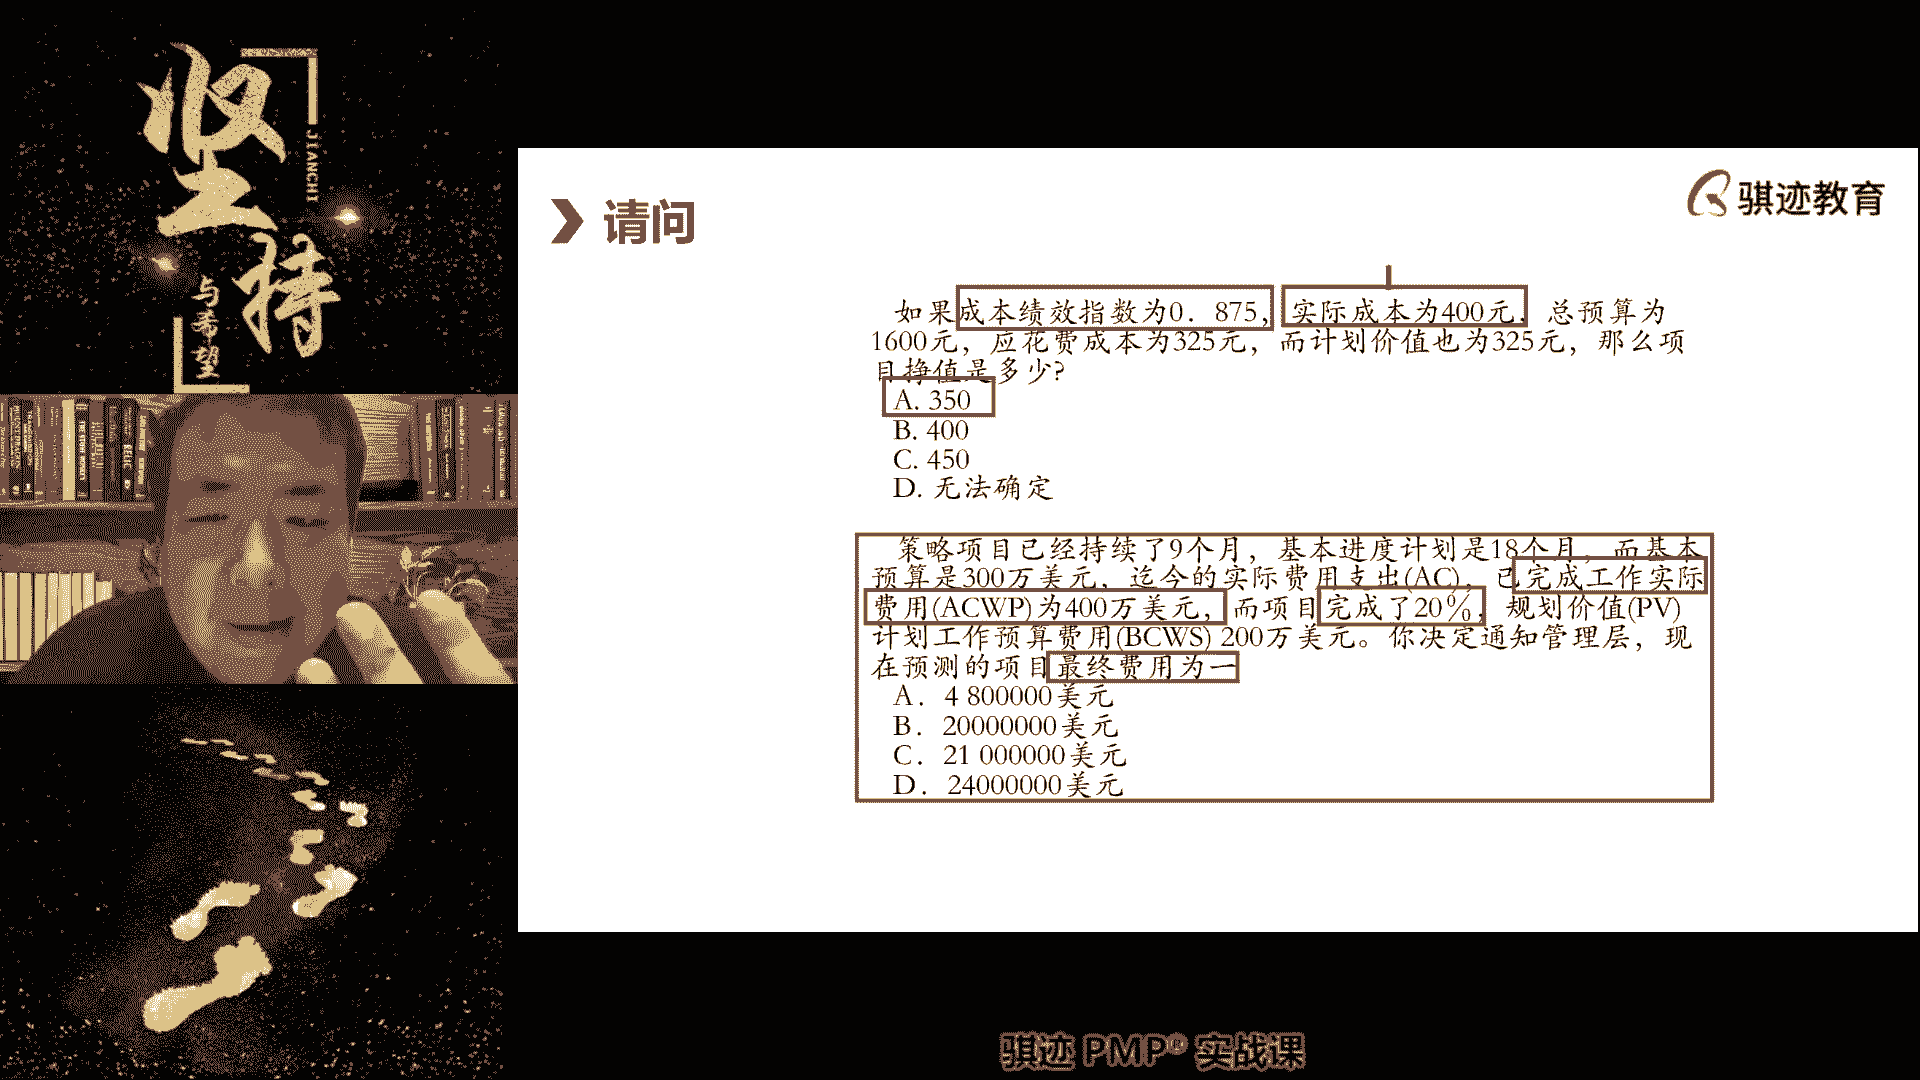 坚持
JIANCHI
与希望
骐迹教育
请问
如果成本绩效指数为0．875，实际成本为400元．总预算为
1600元，应花费成本为325元，而计划价值也为325元，那么项
目挣值是多少?
A. 350
B. 400
C. 450
D. 无法确定
策略项目已经持续了9个月，基本进度计划是18个月，而基本
预算是300万美元．迄今的实际费用支出(AC)，已完成工作实际
费用(ACWP)为400万美元，而项目完成了20％，规划价值(PV)
计划工作预算费用(BCWS) 200万美元。你决定通知管理层，现
在预测的项目最终费用为一
A．4 800000美元
B．20000000美元
C．21 000000美元
D．24000000美元
骐迹 PMP® 实战课